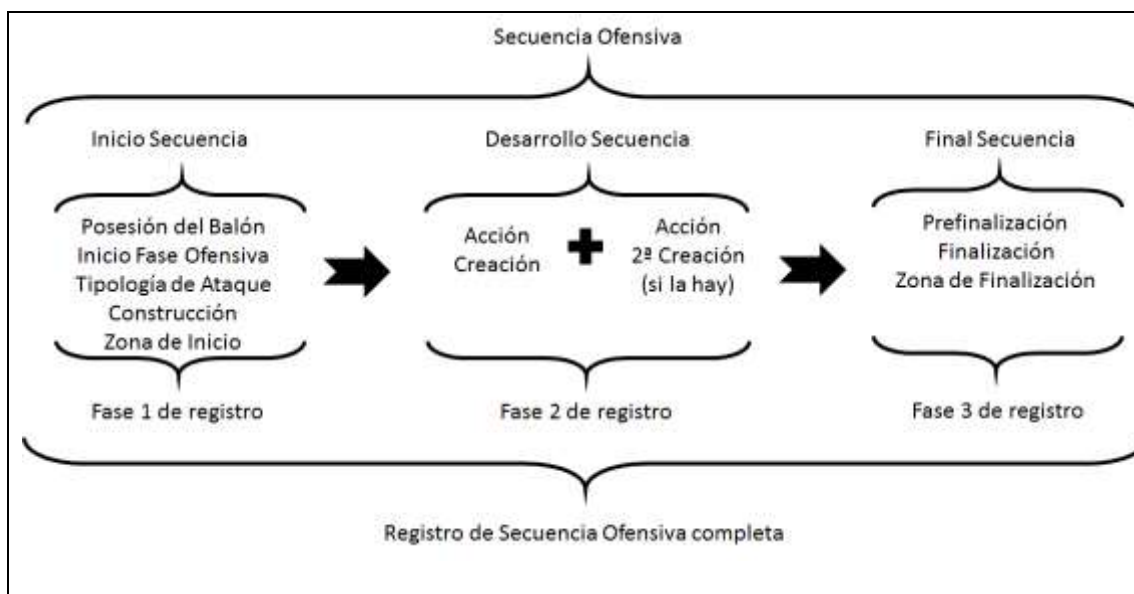 Secuencia Ofensiva
Inicio Secuencia
Desarrollo Secuencia
Final Secuencia
Posesión del Balón
Inicio Fase Ofensiva
Tipología de Ataque
Construcción
Zona de Inicio
Acción
Creación
Acción
2ª Creación
(si la hay)
Prefinalización
Finalización
Zona de Finalización
Fase 1 de registro
Fase 2 de registro
Fase 3 de registro
Registro de Secuencia Ofensiva completa